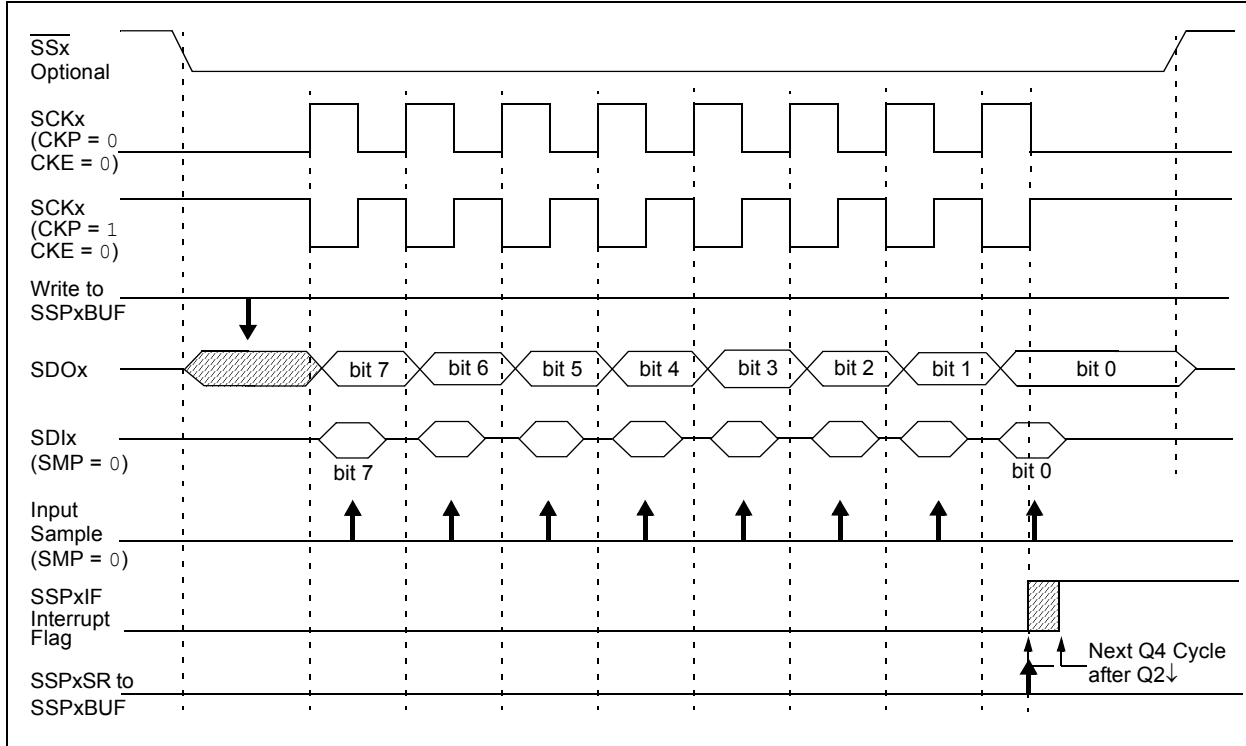 SSx
Optional
SCKx
(CKP = 0
CKE = 0)
SCKx
(CKP = 1
CKE = 0)
Write to
SSPxBUF
SDOx
bit 7
bit 6
bit 5
bit 4
bit 3
bit 2
bit 1
bit 0
SDIx
(SMP = 0)
bit 7
bit 0
Input
Sample
(SMP = 0)
SSPxIF
Interrupt
Flag
Next Q4 Cycle
after Q2↓
SSPxSR to
SSPxBUF